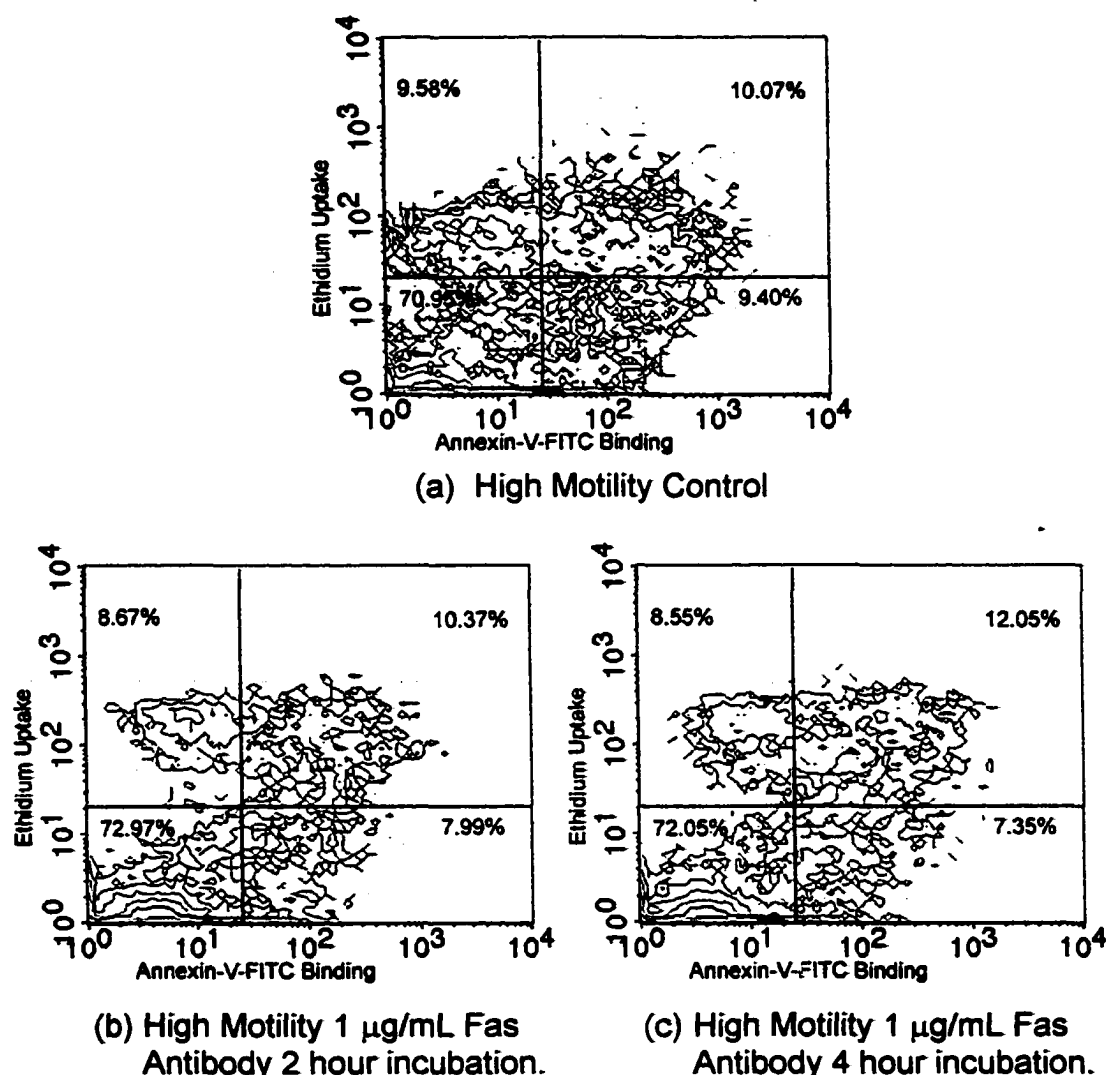 10⁴
9.58%
10.07%
10³
Ethidium Uptake
10²
70.95%
9.40%
10¹
10⁰
10⁰ 10¹ 10² 10³ 10⁴
Annexin-V-FITC Binding
(a) High Motility Control
10⁴
8.67%
10.37%
10³
Ethidium Uptake
10²
72.97%
7.99%
10¹
10⁰
10⁰ 10¹ 10² 10³ 10⁴
Annexin-V-FITC Binding
(b) High Motility 1 μg/mL Fas
Antibody 2 hour incubation.
10⁴
8.55%
12.05%
10³
Ethidium Uptake
10²
72.05%
7.35%
10¹
10⁰
10⁰ 10¹ 10² 10³ 10⁴
Annexin-V-FITC Binding
(c) High Motility 1 μg/mL Fas
Antibody 4 hour incubation.